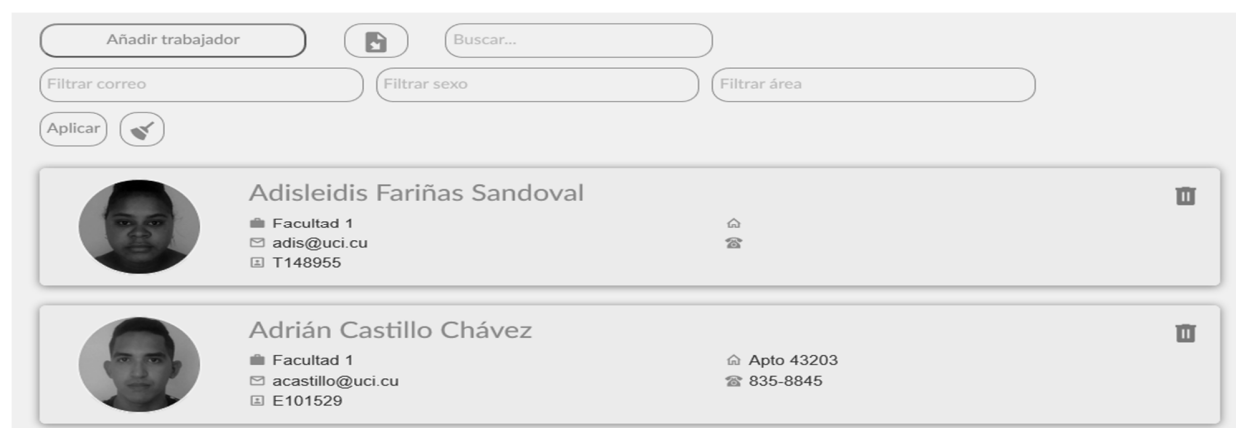 Añadir trabajador
Buscar...
Filtrar correo
Filtrar sexo
Filtrar área
Aplicar
Adisleidis Fariñas Sandoval
Facultad 1
adis@uci.cu
T148955
Adrián Castillo Chávez
Facultad 1
Apto 43203
acastillo@uci.cu
835-8845
E101529